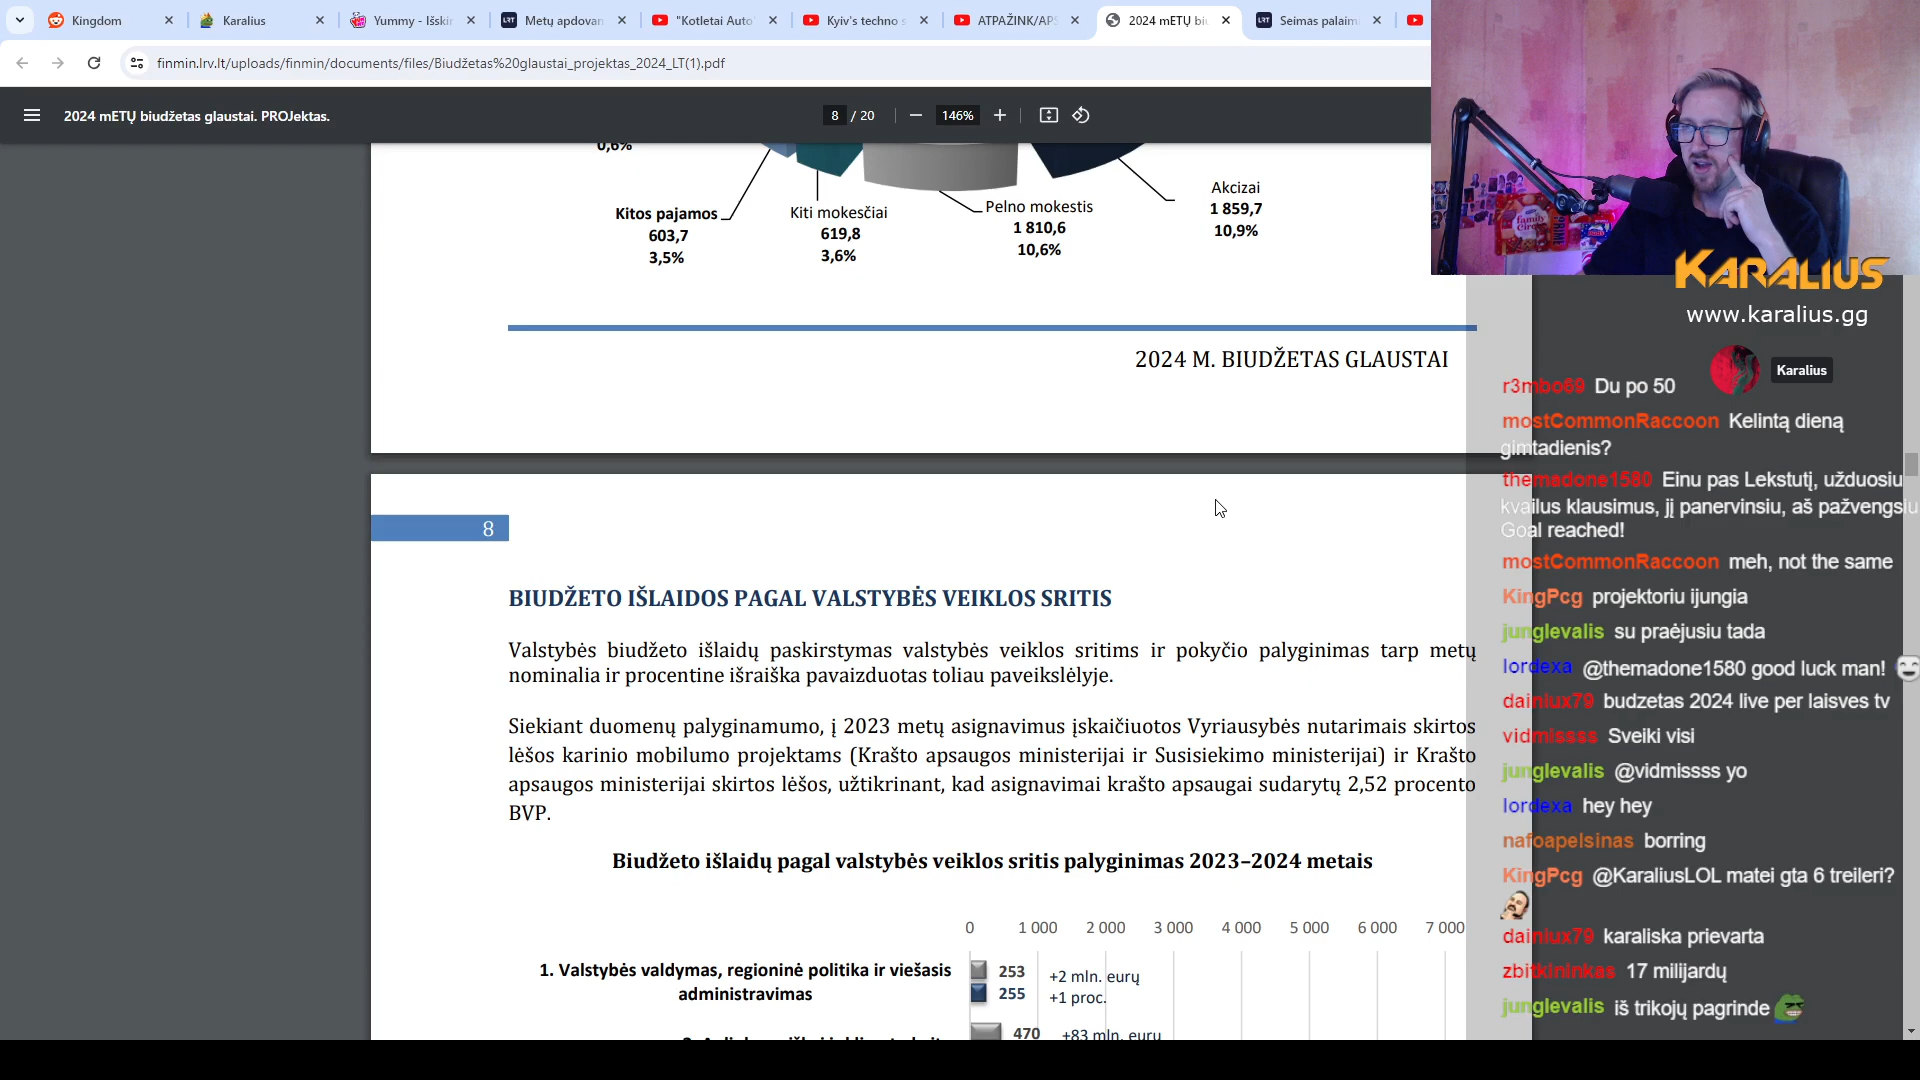 Kingdom
Karalius
Yummy - Išski
Metų apdovan
"Kotletai Auto
Kyiv's techno s
ATPAŽINK/APS
2024 mETŲ bi
Seimas palaim
finmin.lrv.lt/uploads/finmin/documents/files/Biudžetas%20glaustai_projektas_2024_LT(1).pdf
2024 mETŲ biudžetas glaustai. PROJektas.
8 / 20
146%
0,6%
Kitos pajamos
603,7
3,5%
Kiti mokesčiai
619,8
3,6%
Pelno mokestis
1 810,6
10,6%
Akcizai
1 859,7
10,9%
2024 M. BIUDŽETAS GLAUSTAI
8
BIUDŽETO IŠLAIDOS PAGAL VALSTYBĖS VEIKLOS SRITIS
Valstybės biudžeto išlaidų paskirstymas valstybės veiklos sritims ir pokyčio palyginimas tarp metų
nominalia ir procentine išraiška pavaizduotas toliau paveikslėlyje.
Siekiant duomenų palyginamumo, į 2023 metų asignavimus įskaičiuotos Vyriausybės nutarimais skirtos
lėšos karinio mobilumo projektams (Krašto apsaugos ministerijai ir Susisiekimo ministerijai) ir Krašto
apsaugos ministerijai skirtos lėšos, užtikrinant, kad asignavimai krašto apsaugai sudarytų 2,52 procento
BVP.
Biudžeto išlaidų pagal valstybės veiklos sritis palyginimas 2023–2024 metais
0 1 000 2 000 3 000 4 000 5 000 6 000 7 000
1. Valstybės valdymas, regioninė politika ir viešasis
administravimas
253
255
+2 mln. eurų
+1 proc.
470
+83 mln. eurų
family
PRIME
KARALIUS
www.karalius.gg
Karalius
r3mbo69 Du po 50
mostCommonRaccoon Kelintą dieną
gimtadienis?
themadone1580 Einu pas Lekstutį, užduosiu
kvailus klausimus, jį panervinsiu, aš pažvengsiu
Goal reached!
mostCommonRaccoon meh, not the same
KingPcg projektoriu ijungia
junglevalis su praėjusiu tada
lordexa @themadone1580 good luck man!
dainiux79 budzetas 2024 live per laisves tv
vidmissss Sveiki visi
junglevalis @vidmissss yo
lordexa hey hey
nafoapelsinas borring
KingPcg @KaraliusLOL matei gta 6 treileri?
dainiux79 karaliska prievarta
zbitkininkas 17 milijardų
junglevalis iš trikojų pagrinde